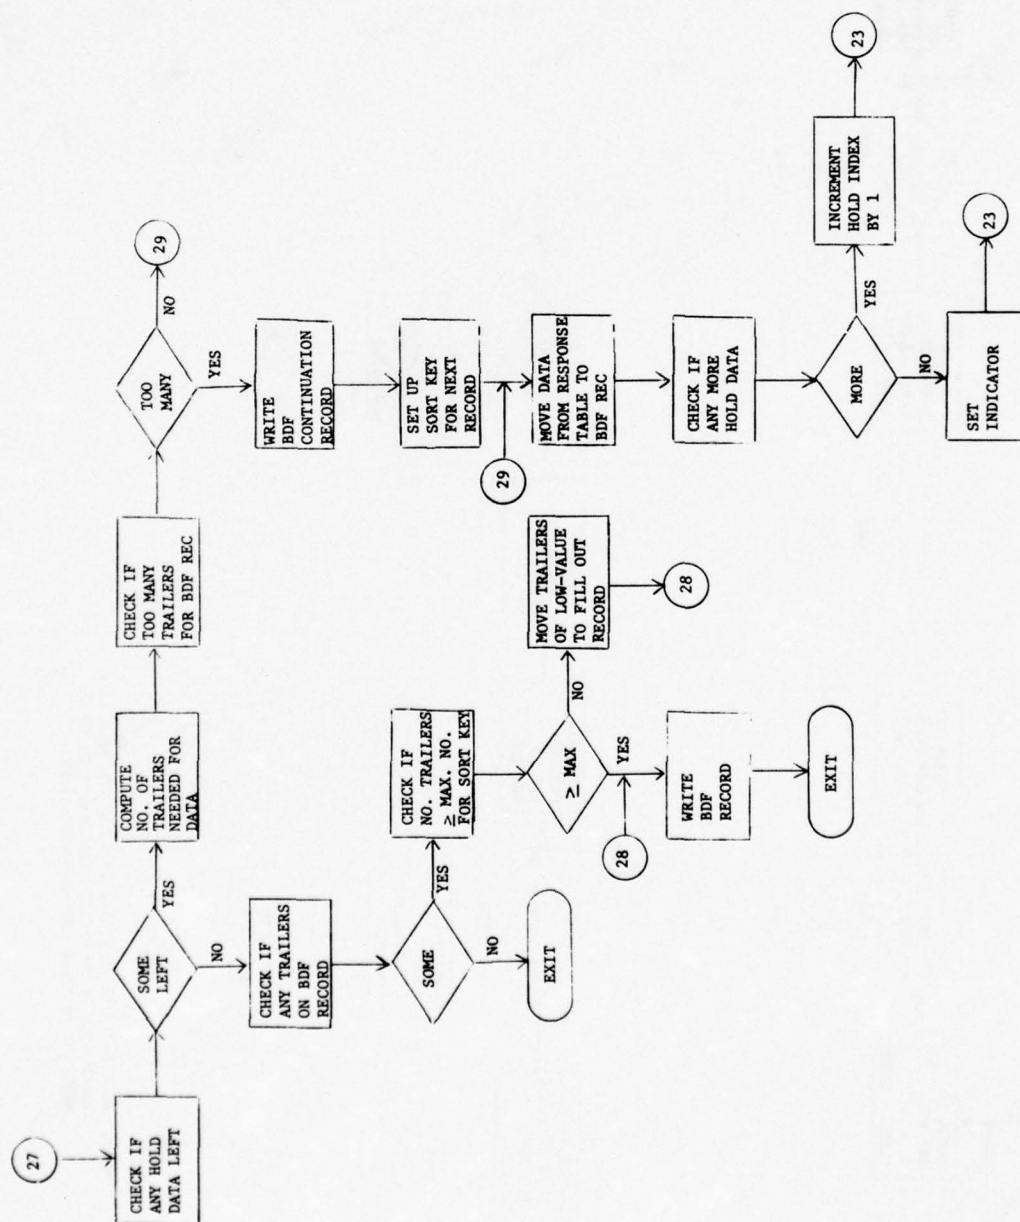 27
CHECK IF
ANY HOLD
DATA LEFT
SOME
LEFT
YES
NO
COMPUTE
NO. OF
TRAILERS
NEEDED FOR
DATA
CHECK IF
TOO MANY
TRAILERS
FOR BDF REC
TOO
MANY
NO
29
YES
WRITE
BDF
CONTINUATION
RECORD
SET UP
SORT KEY
FOR NEXT
RECORD
29
MOVE DATA
FROM RESPONSE
TABLE TO
BDF REC
CHECK IF
ANY MORE
HOLD DATA
MORE
YES
INCREMENT
HOLD INDEX
BY 1
23
NO
SET
INDICATOR
23
CHECK IF
ANY TRAILERS
ON BDF
RECORD
SOME
YES
NO
EXIT
CHECK IF
NO. TRAILERS
≥ MAX. NO.
FOR SORT KEY
≥ MAX
NO
MOVE TRAILERS
OF LOW-VALUE
TO FILL OUT
RECORD
28
YES
28
WRITE
BDF
RECORD
EXIT